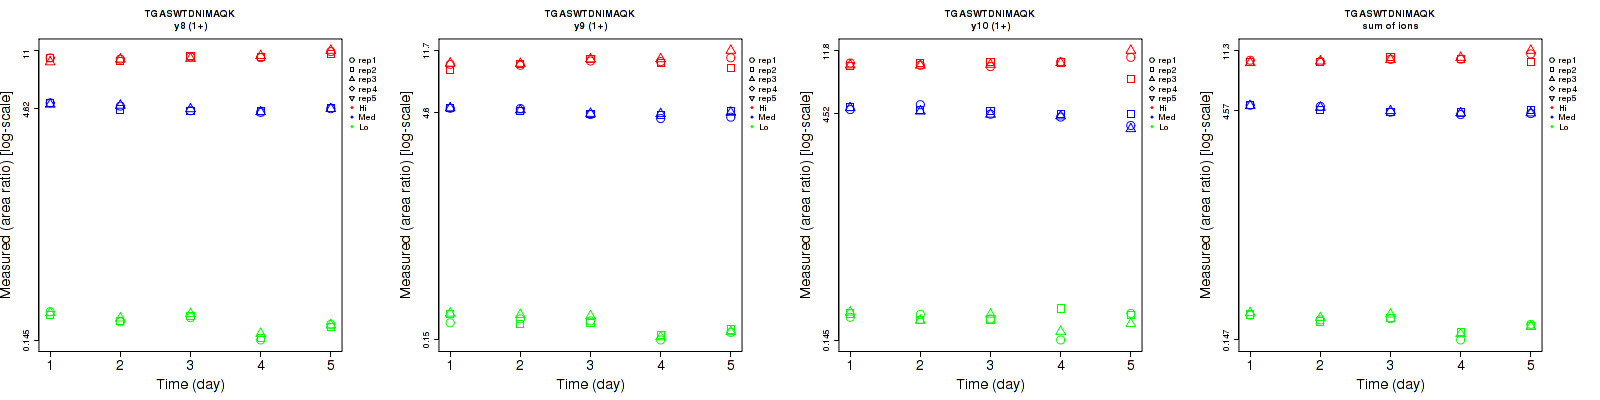 TGASWTDNIMAQK
y8 (1+)
Measured (area ratio) [log-scale]
11
4.62
0.145
1 2 3 4 5
Time (day)
rep1
rep2
rep3
rep4
rep5
Hi
Med
Lo
TGASWTDNIMAQK
y9 (1+)
Measured (area ratio) [log-scale]
11.7
4.6
0.15
1 2 3 4 5
Time (day)
rep1
rep2
rep3
rep4
rep5
Hi
Med
Lo
TGASWTDNIMAQK
y10 (1+)
Measured (area ratio) [log-scale]
11.8
4.52
0.145
1 2 3 4 5
Time (day)
rep1
rep2
rep3
rep4
rep5
Hi
Med
Lo
TGASWTDNIMAQK
sum of ions
Measured (area ratio) [log-scale]
11.3
4.57
0.147
1 2 3 4 5
Time (day)
rep1
rep2
rep3
rep4
rep5
Hi
Med
Lo